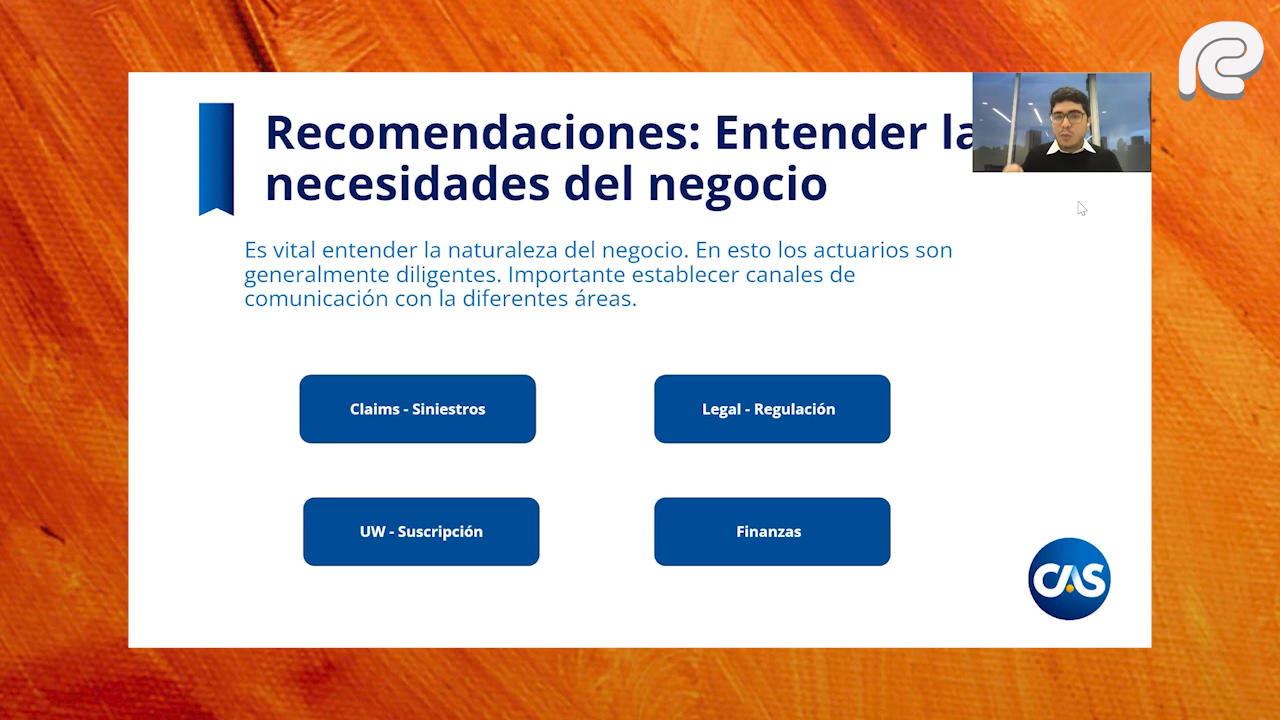 Recomendaciones: Entender la
necesidades del negocio
Es vital entender la naturaleza del negocio. En esto los actuarios son
generalmente diligentes. Importante establecer canales de
comunicación con la diferentes áreas.
Claims - Siniestros
Legal - Regulación
UW - Suscripción
Finanzas
CAS